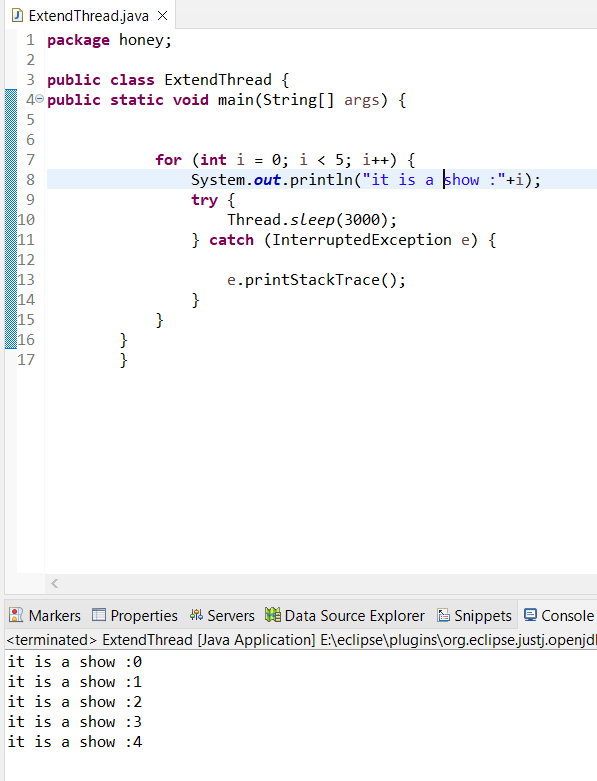 ExtendThread.java
1 package honey;
2
3 public class ExtendThread {
4 public static void main(String[] args) {
5
6
7 for (int i = 0; i < 5; i++) {
8 System.out.println("it is a show :"+i);
9 try {
10 Thread.sleep(3000);
11 } catch (InterruptedException e) {
12
13 e.printStackTrace();
14 }
15 }
16 }
17 }
Markers Properties Servers Data Source Explorer Snippets Console
<terminated> ExtendThread [Java Application] E:\eclipse\plugins\org.eclipse.justj.openjd
it is a show :0
it is a show :1
it is a show :2
it is a show :3
it is a show :4